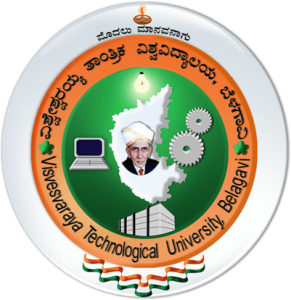 ಮೊದಲು ಮಾನವನಾಗು
ವಿಶ್ವೇಶ್ವರಯ್ಯ ತಾಂತ್ರಿಕ ವಿಶ್ವವಿದ್ಯಾಲಯ, ಬೆಳಗಾವಿ
Visvesvaraya Technological University, Belagavi